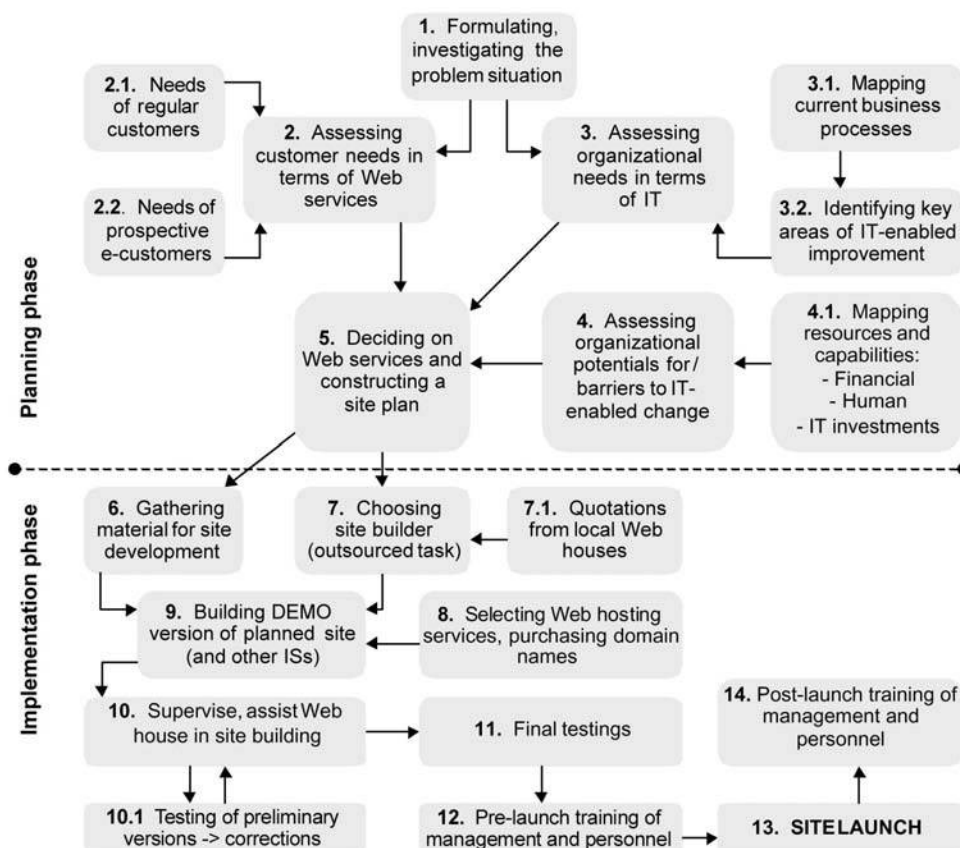 1. Formulating,
investigating the
problem situation
2.1. Needs
of regular
customers
3.1. Mapping
current business
processes
2. Assessing
customer needs in
terms of Web
services
3. Assessing
organizational
needs in terms
of IT
2.2. Needs of
prospective
e-customers
3.2. Identifying key
areas of IT-enabled
improvement
Planning phase
5. Deciding on
Web services and
constructing a
site plan
4. Assessing
organizational
potentials for/
barriers to IT-
enabled change
4.1. Mapping
resources and
capabilities:
- Financial
- Human
- IT investments
Implementation phase
6. Gathering
material for site
development
7. Choosing
site builder
(outsourced task)
7.1. Quotations
from local Web
houses
9. Building DEMO
version of planned site
(and other ISs)
8. Selecting Web hosting
services, purchasing domain
names
10. Supervise, assist Web
house in site building
11. Final testings
14. Post-launch training of
management and
personnel
10.1 Testing of preliminary
versions -> corrections
12. Pre-launch training of
management and personnel
13. SITE LAUNCH